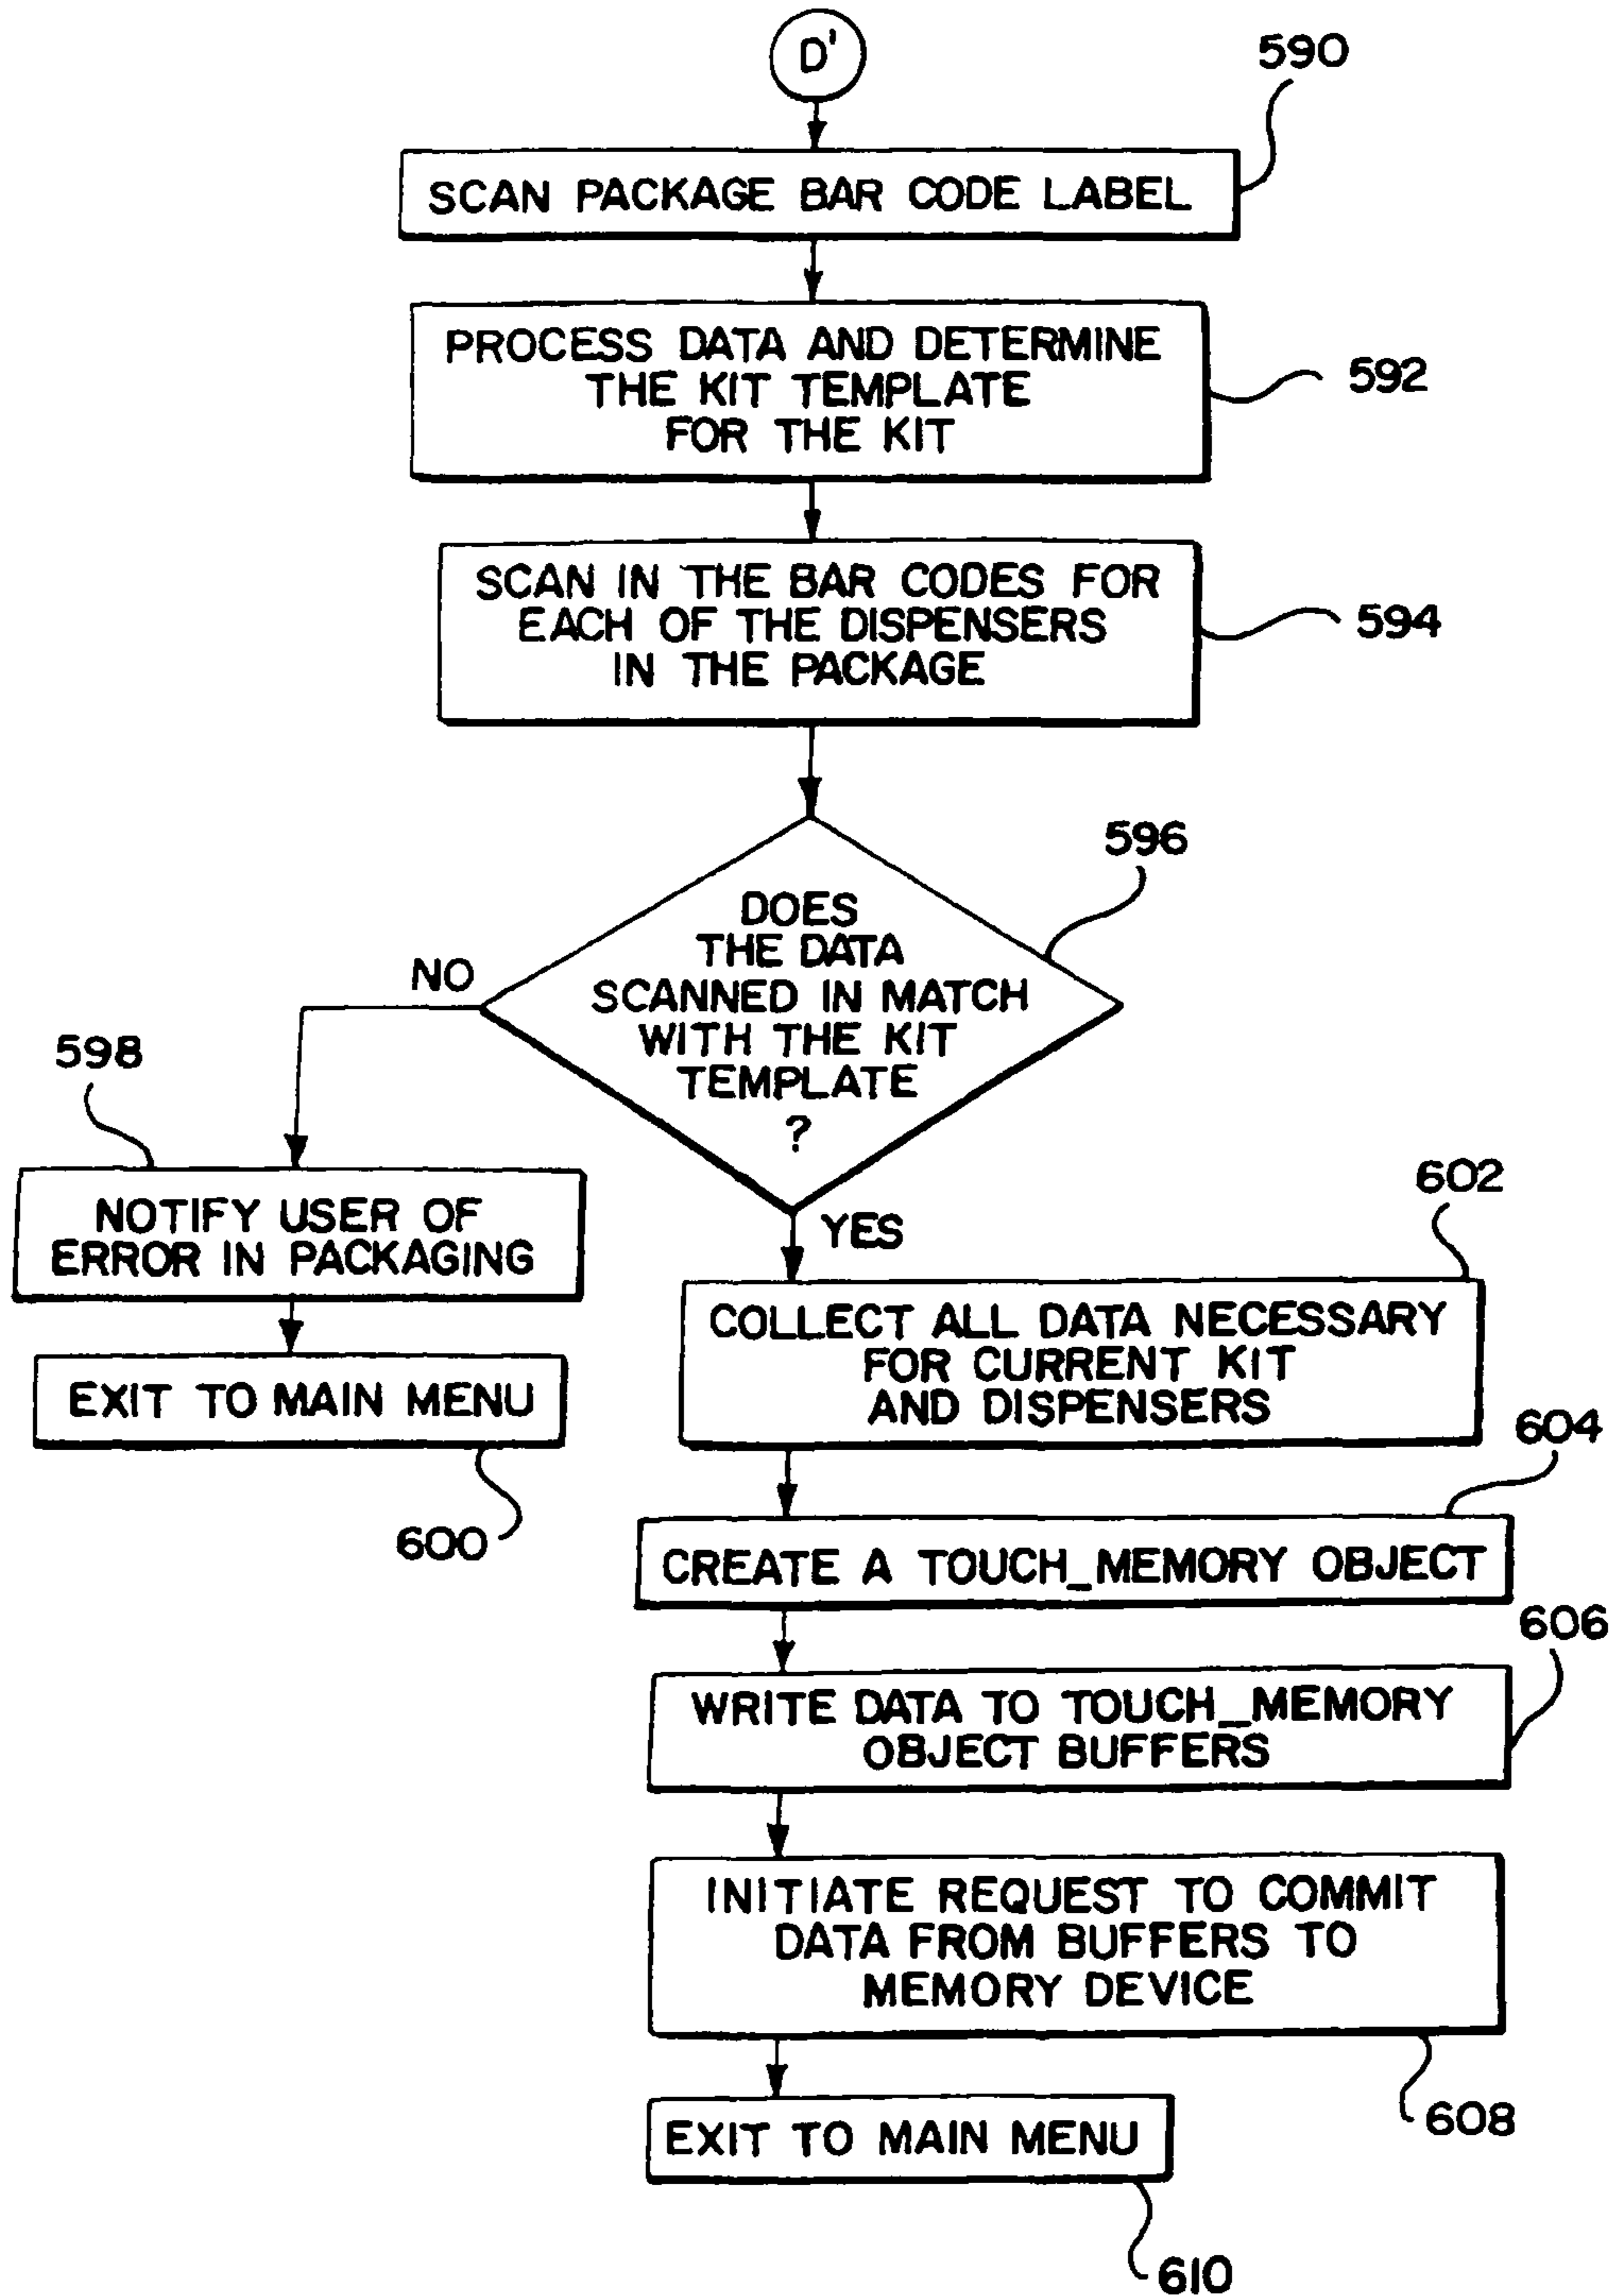 D'
590
SCAN PACKAGE BAR CODE LABEL
PROCESS DATA AND DETERMINE
THE KIT TEMPLATE
FOR THE KIT
592
SCAN IN THE BAR CODES FOR
EACH OF THE DISPENSERS
IN THE PACKAGE
594
596
DOES
THE DATA
SCANNED IN MATCH
WITH THE KIT
TEMPLATE
?
NO
598
NOTIFY USER OF
ERROR IN PACKAGING
EXIT TO MAIN MENU
600
YES
602
COLLECT ALL DATA NECESSARY
FOR CURRENT KIT
AND DISPENSERS
604
CREATE A TOUCH_MEMORY OBJECT
606
WRITE DATA TO TOUCH_MEMORY
OBJECT BUFFERS
INITIATE REQUEST TO COMMIT
DATA FROM BUFFERS TO
MEMORY DEVICE
608
EXIT TO MAIN MENU
610